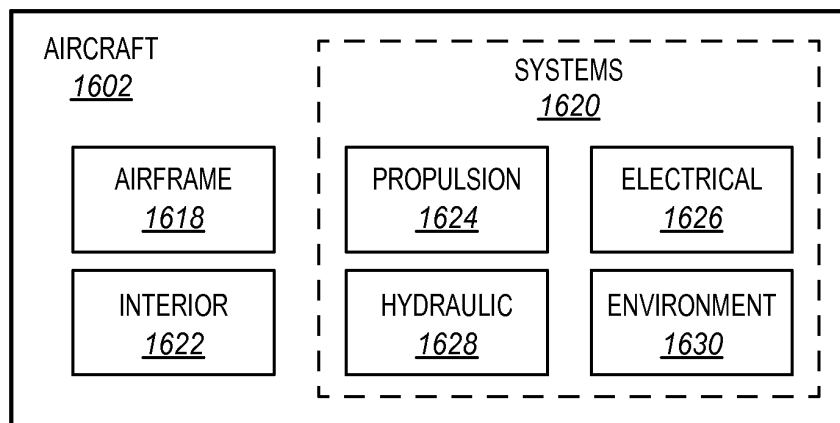 AIRCRAFT
1602
SYSTEMS
1620
AIRFRAME
1618
PROPULSION
1624
ELECTRICAL
1626
INTERIOR
1622
HYDRAULIC
1628
ENVIRONMENT
1630